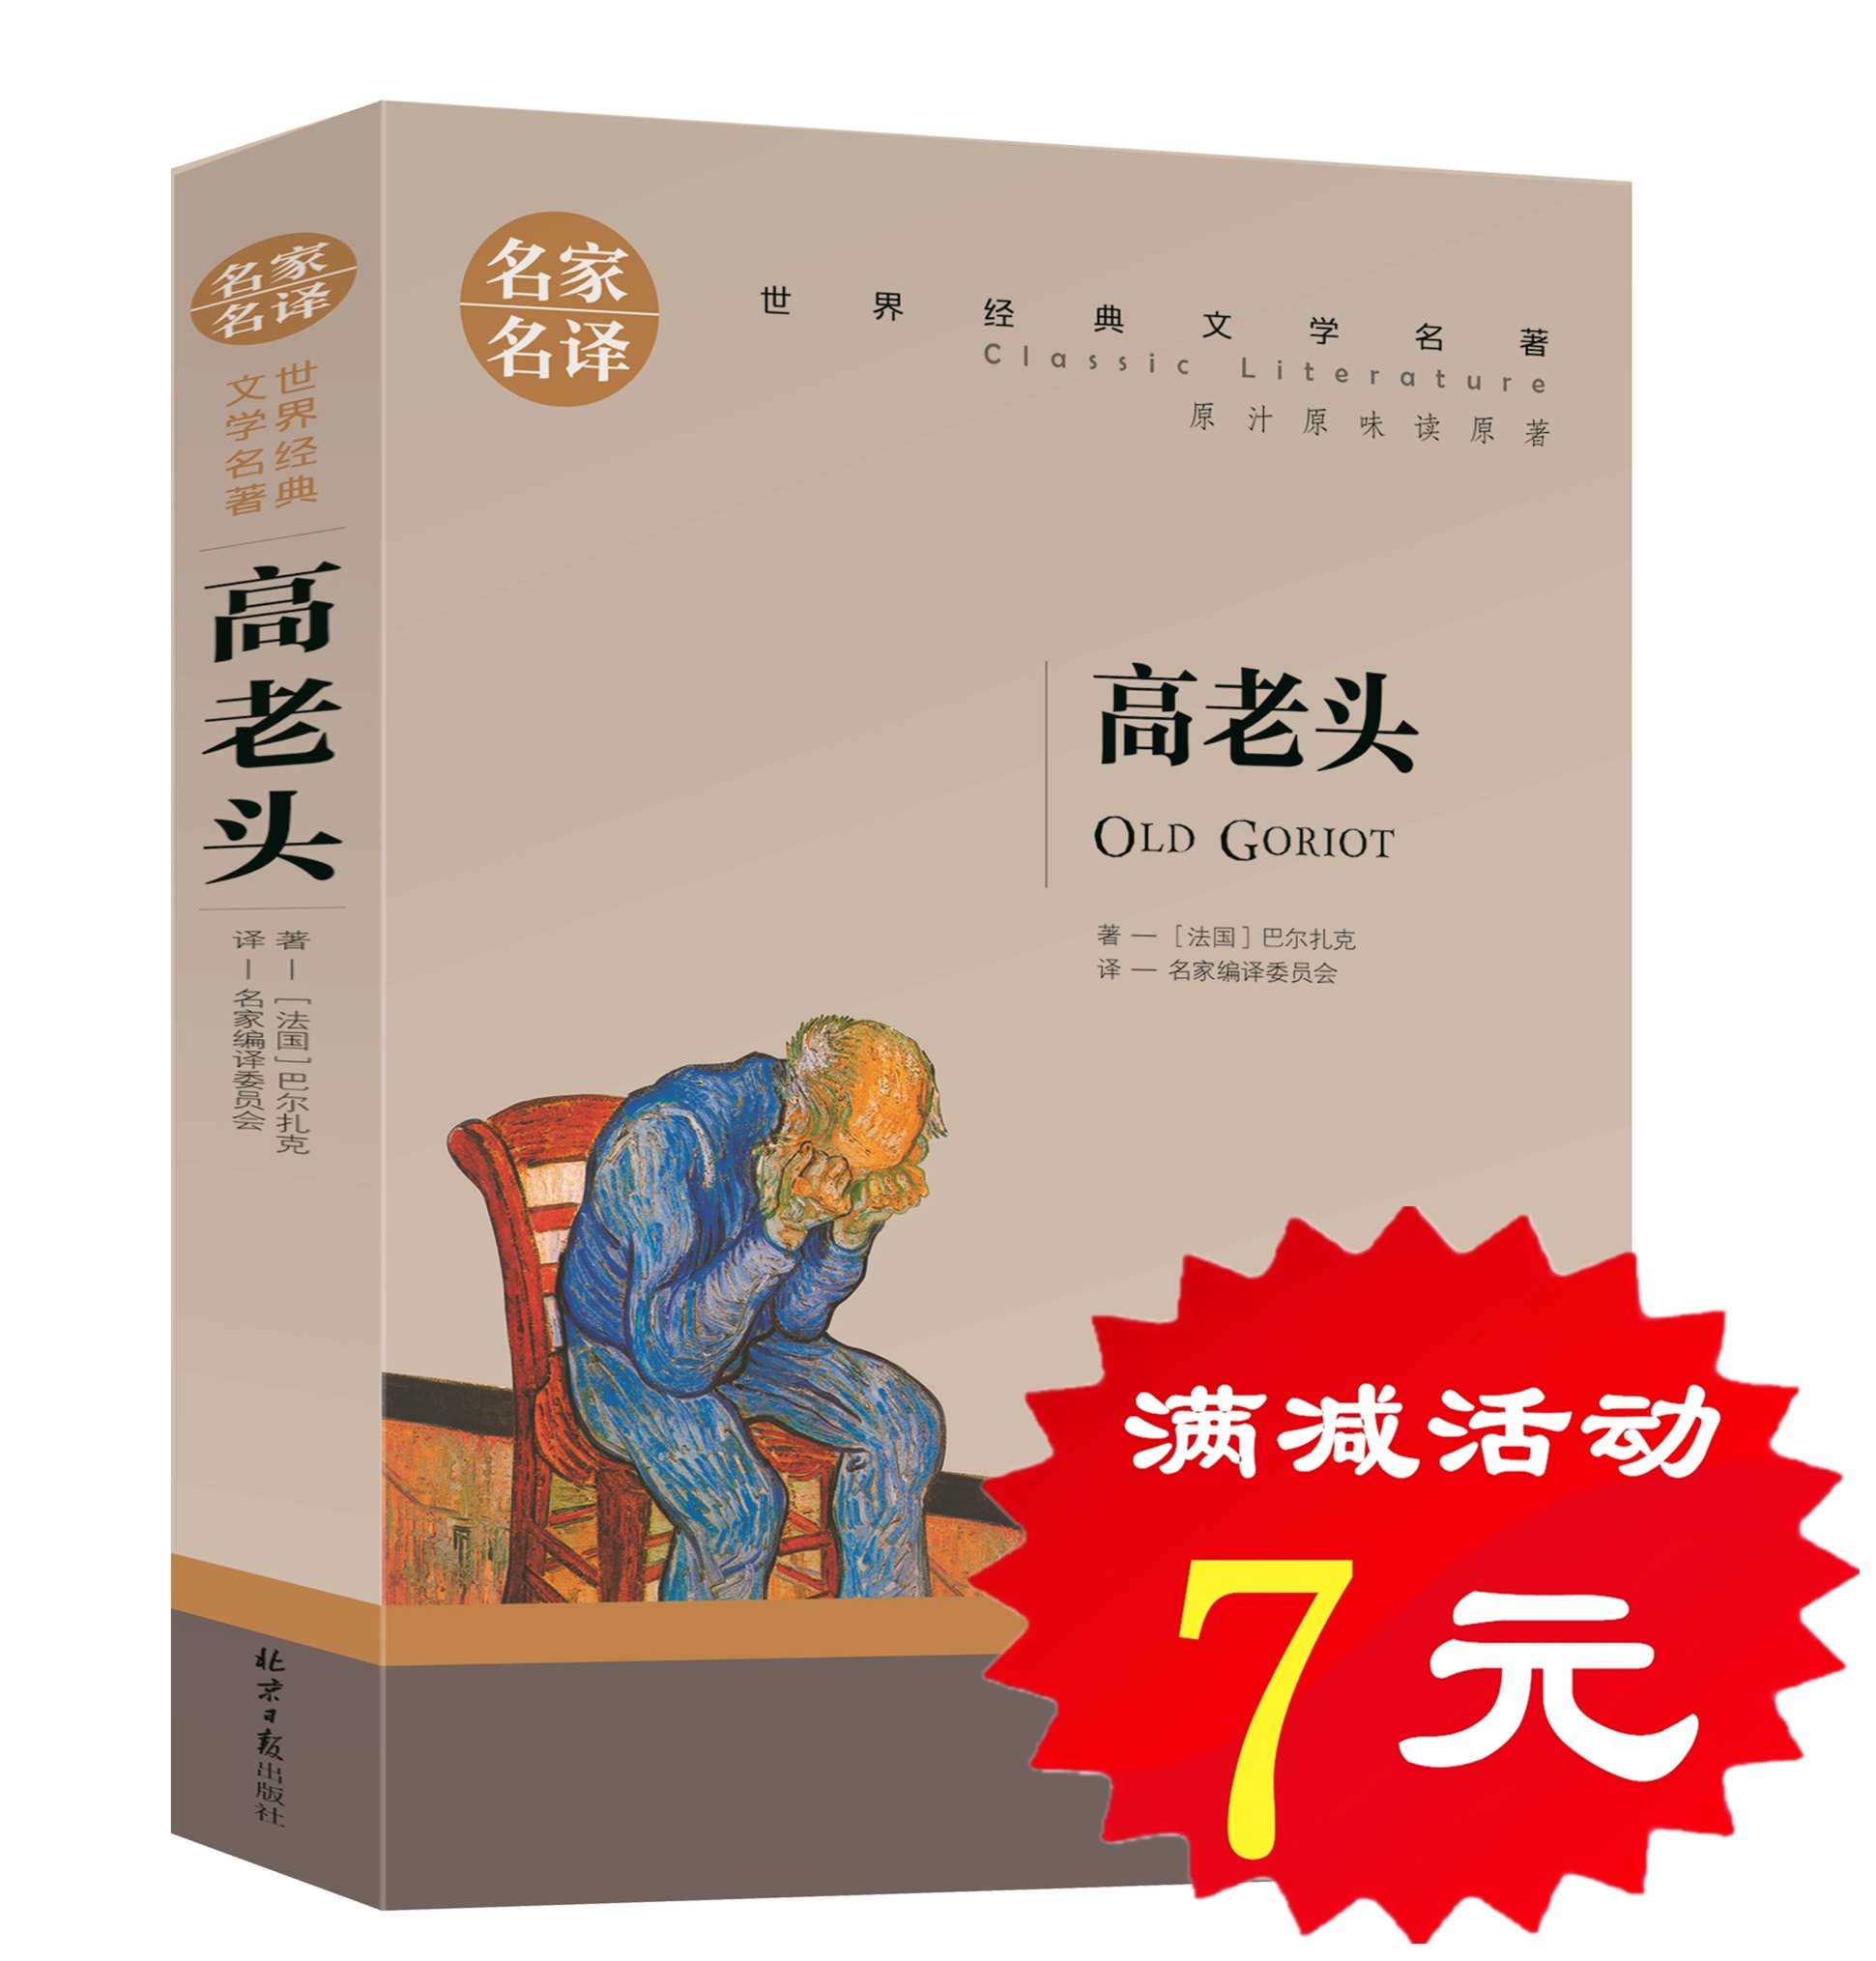 名家
名译
世界经典
文学名著
高老头
著 — [法国] 巴尔扎克
译 — 名家编译委员会
北京日报出版社
名家
名译
世界经典文学名著
Classic Literature
原汁原味读原著
高老头
OLD GORIOT
著 — [法国] 巴尔扎克
译 — 名家编译委员会
满减活动
7元